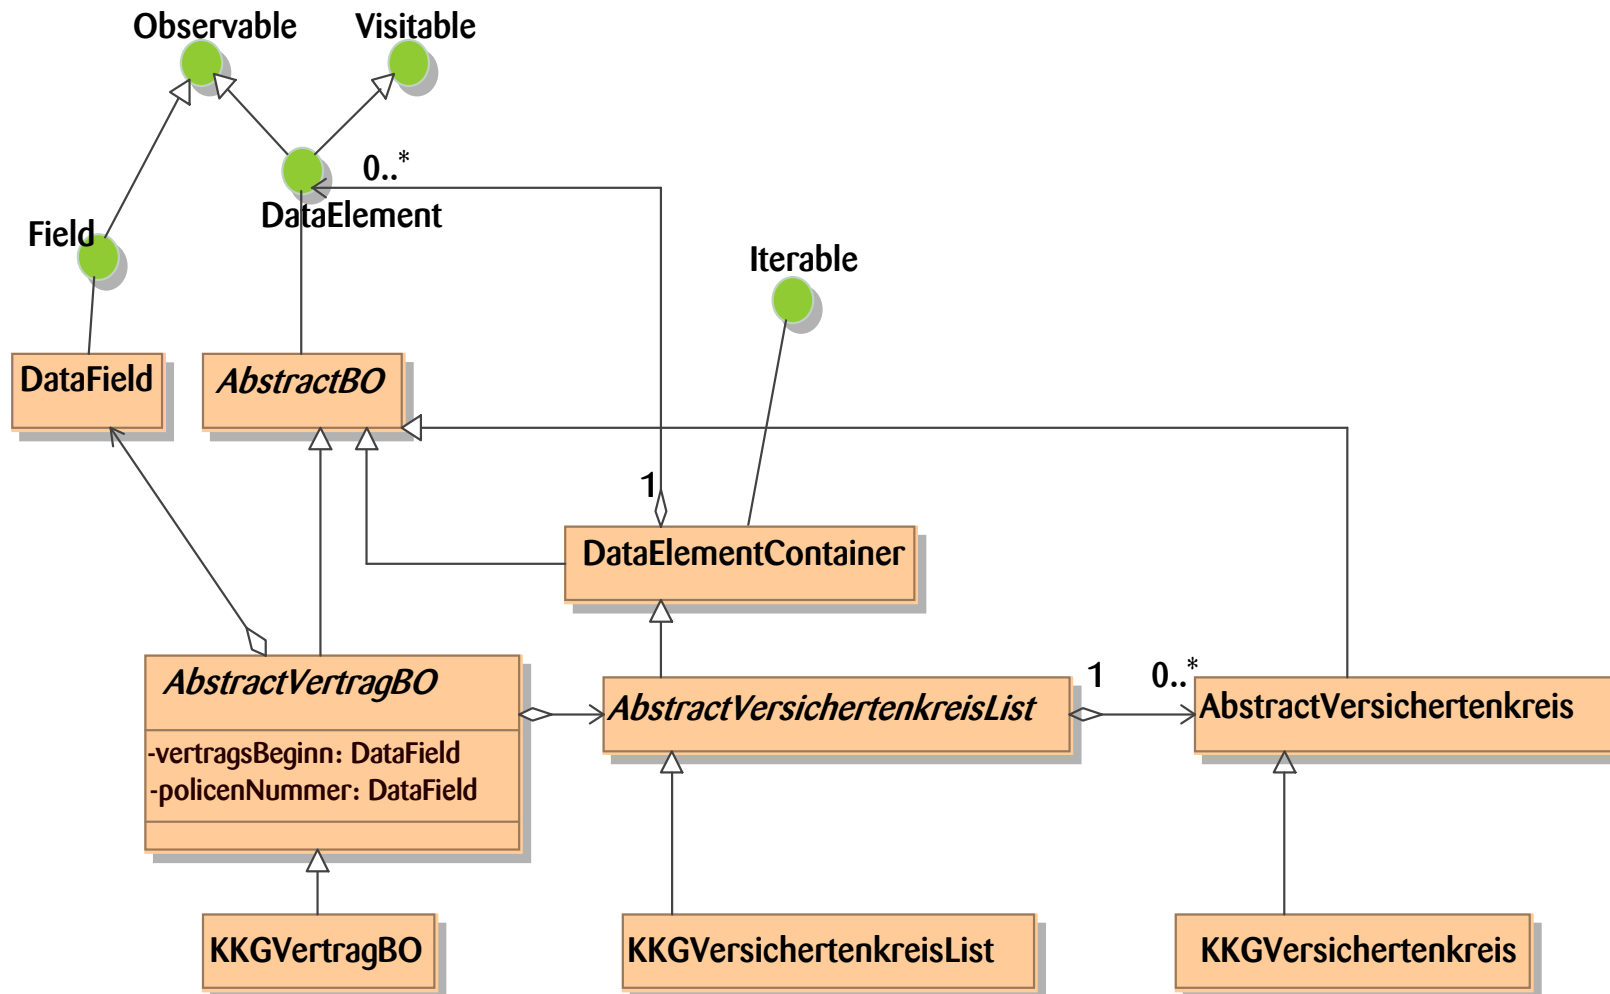 Observable
Visitable
0..*
DataElement
Field
Iterable
DataField
AbstractBO
1
DataElementContainer
AbstractVertragBO
-vertragsBeginn: DataField
-policenNummer: DataField
AbstractVersichertenkreisList
1
0..*
AbstractVersichertenkreis
KKGVertragBO
KKGVersichertenkreisList
KKGVersichertenkreis